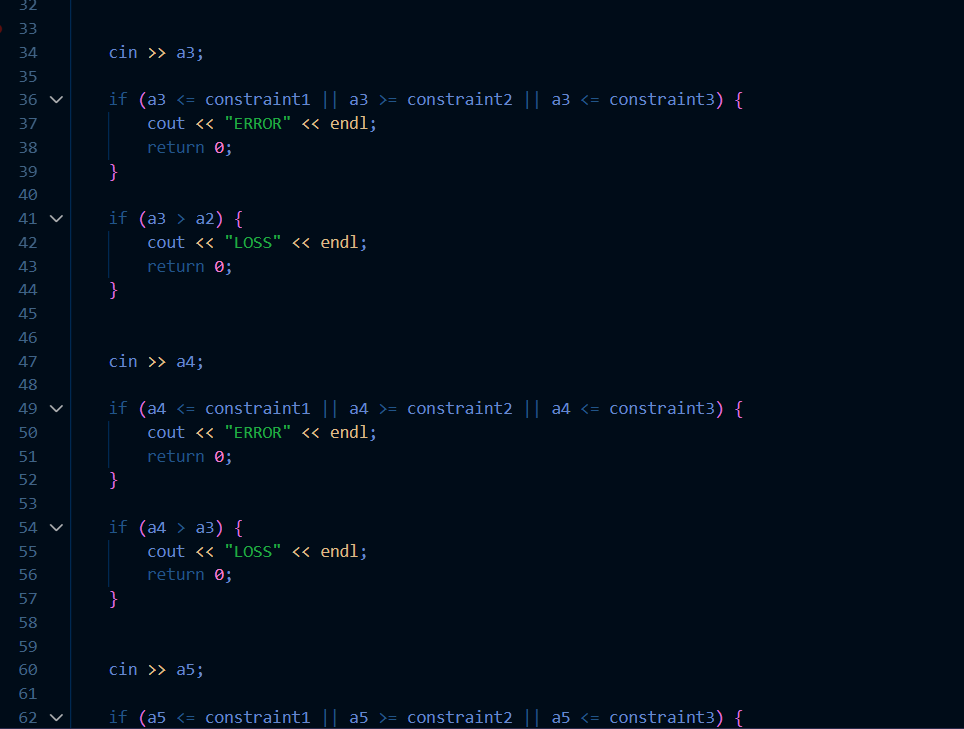 32
33
34 cin >> a3;
35
36 if (a3 <= constraint1 || a3 >= constraint2 || a3 <= constraint3) {
37 cout << "ERROR" << endl;
38 return 0;
39 }
40
41 if (a3 > a2) {
42 cout << "LOSS" << endl;
43 return 0;
44 }
45
46
47 cin >> a4;
48
49 if (a4 <= constraint1 || a4 >= constraint2 || a4 <= constraint3) {
50 cout << "ERROR" << endl;
51 return 0;
52 }
53
54 if (a4 > a3) {
55 cout << "LOSS" << endl;
56 return 0;
57 }
58
59
60 cin >> a5;
61
62 if (a5 <= constraint1 || a5 >= constraint2 || a5 <= constraint3) {